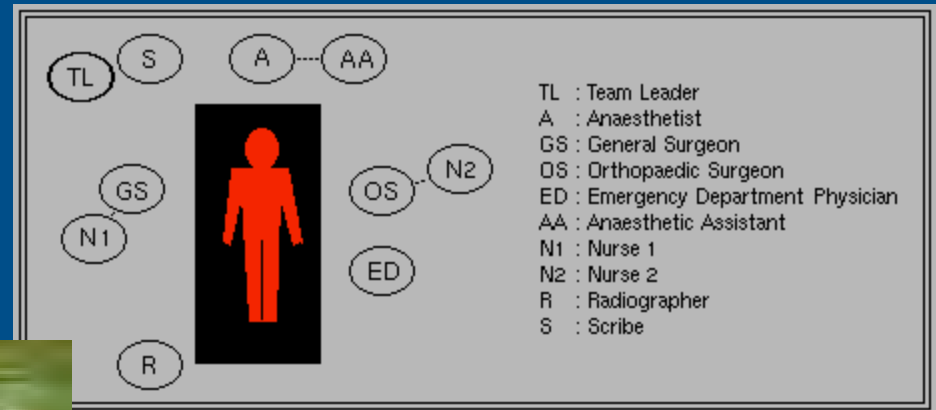 S
A
AA
TL
N2
GS
OS
N1
ED
R
TL : Team Leader
A : Anaesthetist
GS : General Surgeon
OS : Orthopaedic Surgeon
ED : Emergency Department Physician
AA : Anaesthetic Assistant
N1 : Nurse 1
N2 : Nurse 2
R : Radiographer
S : Scribe